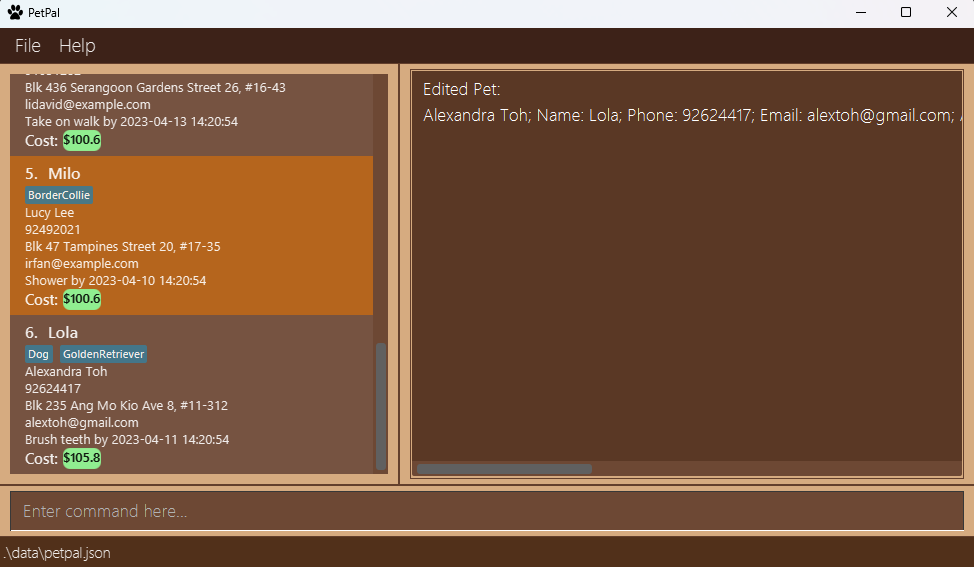 PetPal
File Help
Blk 436 Serangoon Gardens Street 26, #16-43
lidavid@example.com
Take on walk by 2023-04-13 14:20:54
Cost: $100.6
5. Milo
BorderCollie
Lucy Lee
92492021
Blk 47 Tampines Street 20, #17-35
irfan@example.com
Shower by 2023-04-10 14:20:54
Cost: $100.6
6. Lola
Dog GoldenRetriever
Alexandra Toh
92624417
Blk 235 Ang Mo Kio Ave 8, #11-312
alextoh@gmail.com
Brush teeth by 2023-04-11 14:20:54
Cost: $105.8
Edited Pet:
Alexandra Toh; Name: Lola; Phone: 92624417; Email: alextoh@gmail.com;
Enter command here...
.\data\petpal.json